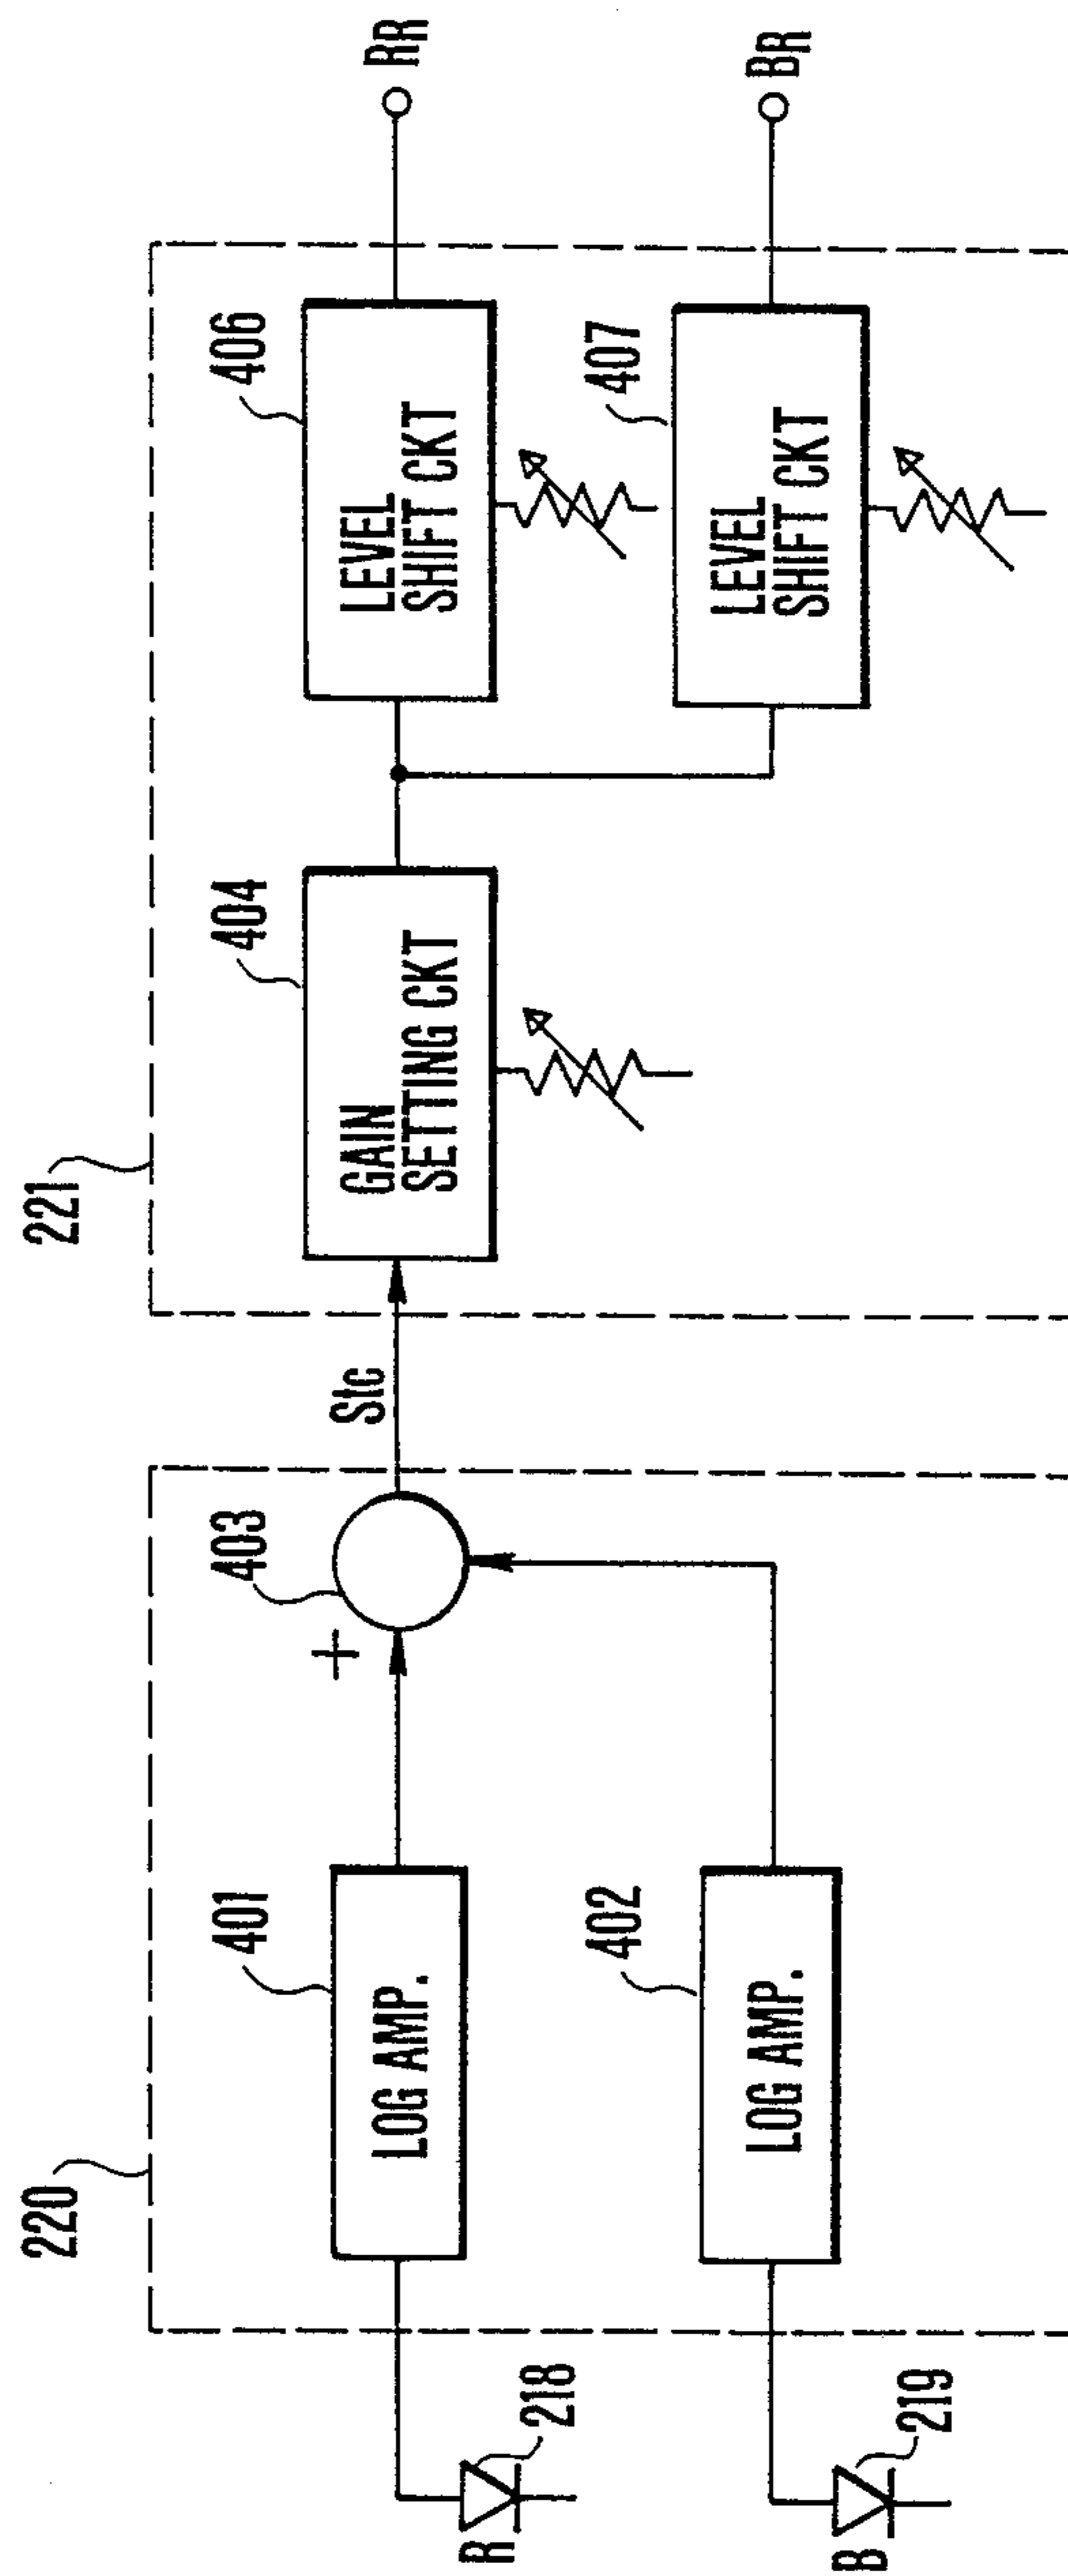 220
221
401
LOG AMP.
403
+
Stc
404
GAIN
SETTING CKT
406
LEVEL
SHIFT CKT
RR
R
218
402
LOG AMP.
407
LEVEL
SHIFT CKT
BR
B
219